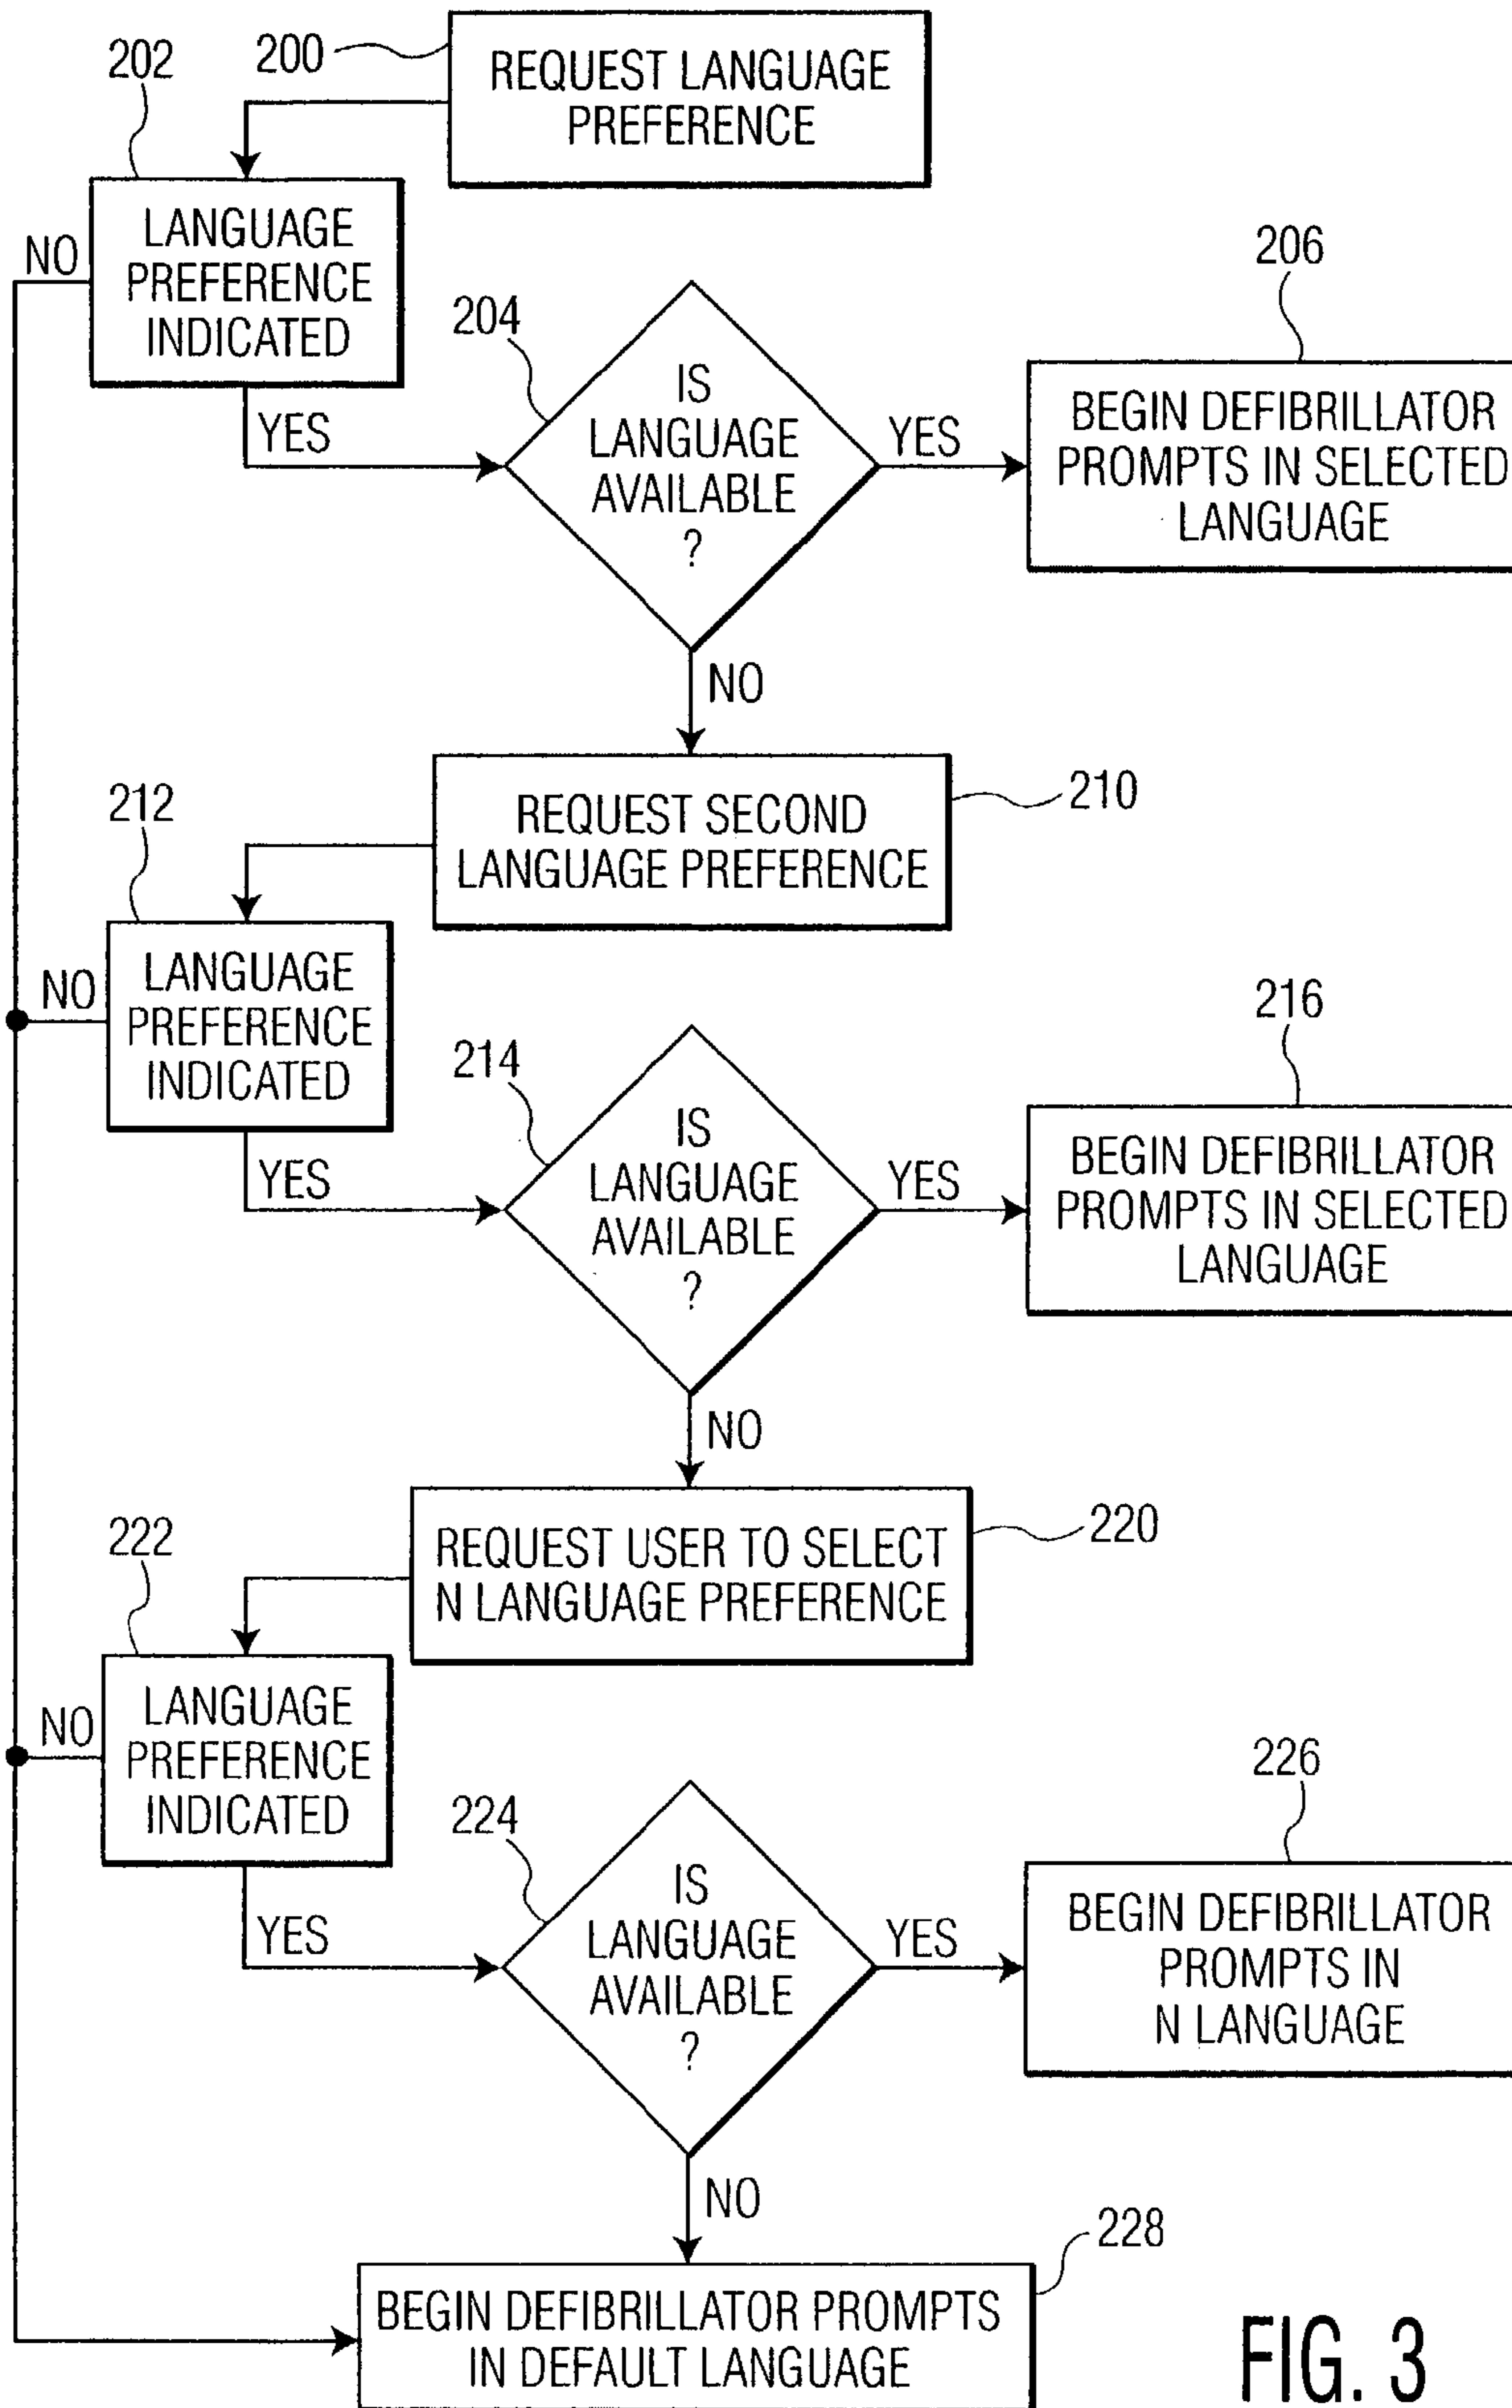 200
REQUEST LANGUAGE
PREFERENCE
202
LANGUAGE
PREFERENCE
INDICATED
NO
YES
204
IS
LANGUAGE
AVAILABLE
?
YES
206
BEGIN DEFIBRILLATOR
PROMPTS IN SELECTED
LANGUAGE
NO
REQUEST SECOND
LANGUAGE PREFERENCE
210
212
LANGUAGE
PREFERENCE
INDICATED
NO
YES
214
IS
LANGUAGE
AVAILABLE
?
YES
216
BEGIN DEFIBRILLATOR
PROMPTS IN SELECTED
LANGUAGE
NO
REQUEST USER TO SELECT
N LANGUAGE PREFERENCE
220
222
LANGUAGE
PREFERENCE
INDICATED
NO
YES
224
IS
LANGUAGE
AVAILABLE
?
YES
226
BEGIN DEFIBRILLATOR
PROMPTS IN
N LANGUAGE
NO
228
BEGIN DEFIBRILLATOR PROMPTS
IN DEFAULT LANGUAGE
FIG. 3